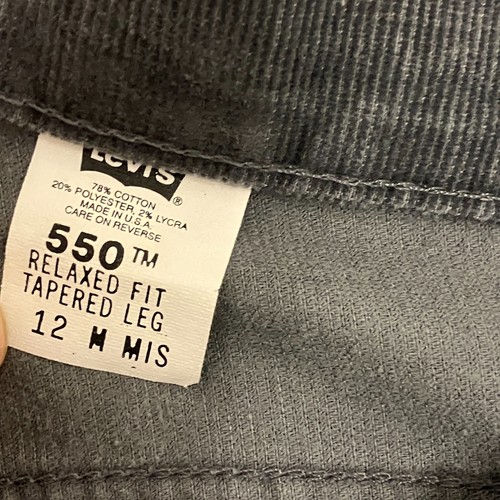 Levi's
®
78% COTTON
20% POLYESTER, 2% LYCRA
MADE IN U.S.A.
CARE ON REVERSE
550™
RELAXED FIT
TAPERED LEG
12 M MIS